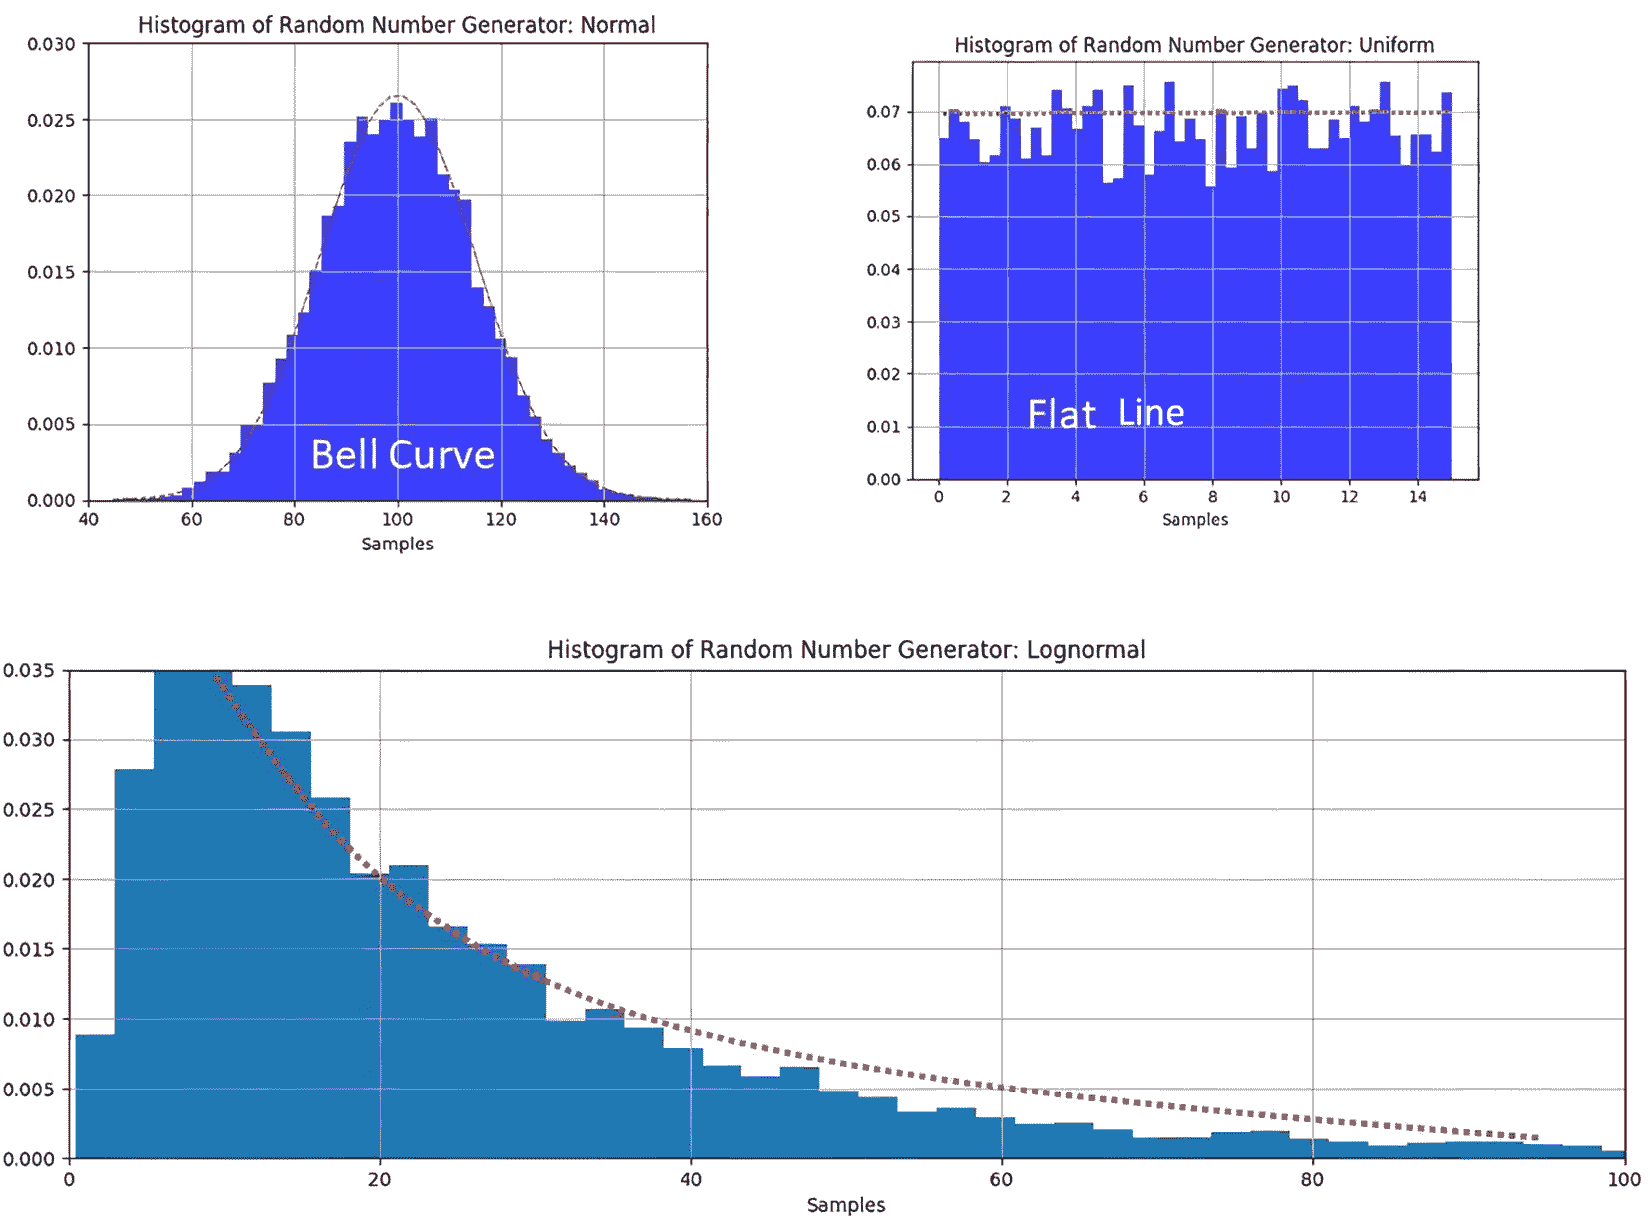 Histogram of Random Number Generator: Normal
0.030
0.025
0.020
0.015
0.010
0.005
0.000
Bell Curve
40 60 80 100 120 140 160
Samples
Histogram of Random Number Generator: Uniform
0.07
0.06
0.05
0.04
0.03
0.02
0.01
0.00
Flat Line
0 2 4 6 8 10 12 14
Samples
Histogram of Random Number Generator: Lognormal
0.035
0.030
0.025
0.020
0.015
0.010
0.005
0.000
0 20 40 60 80 100
Samples